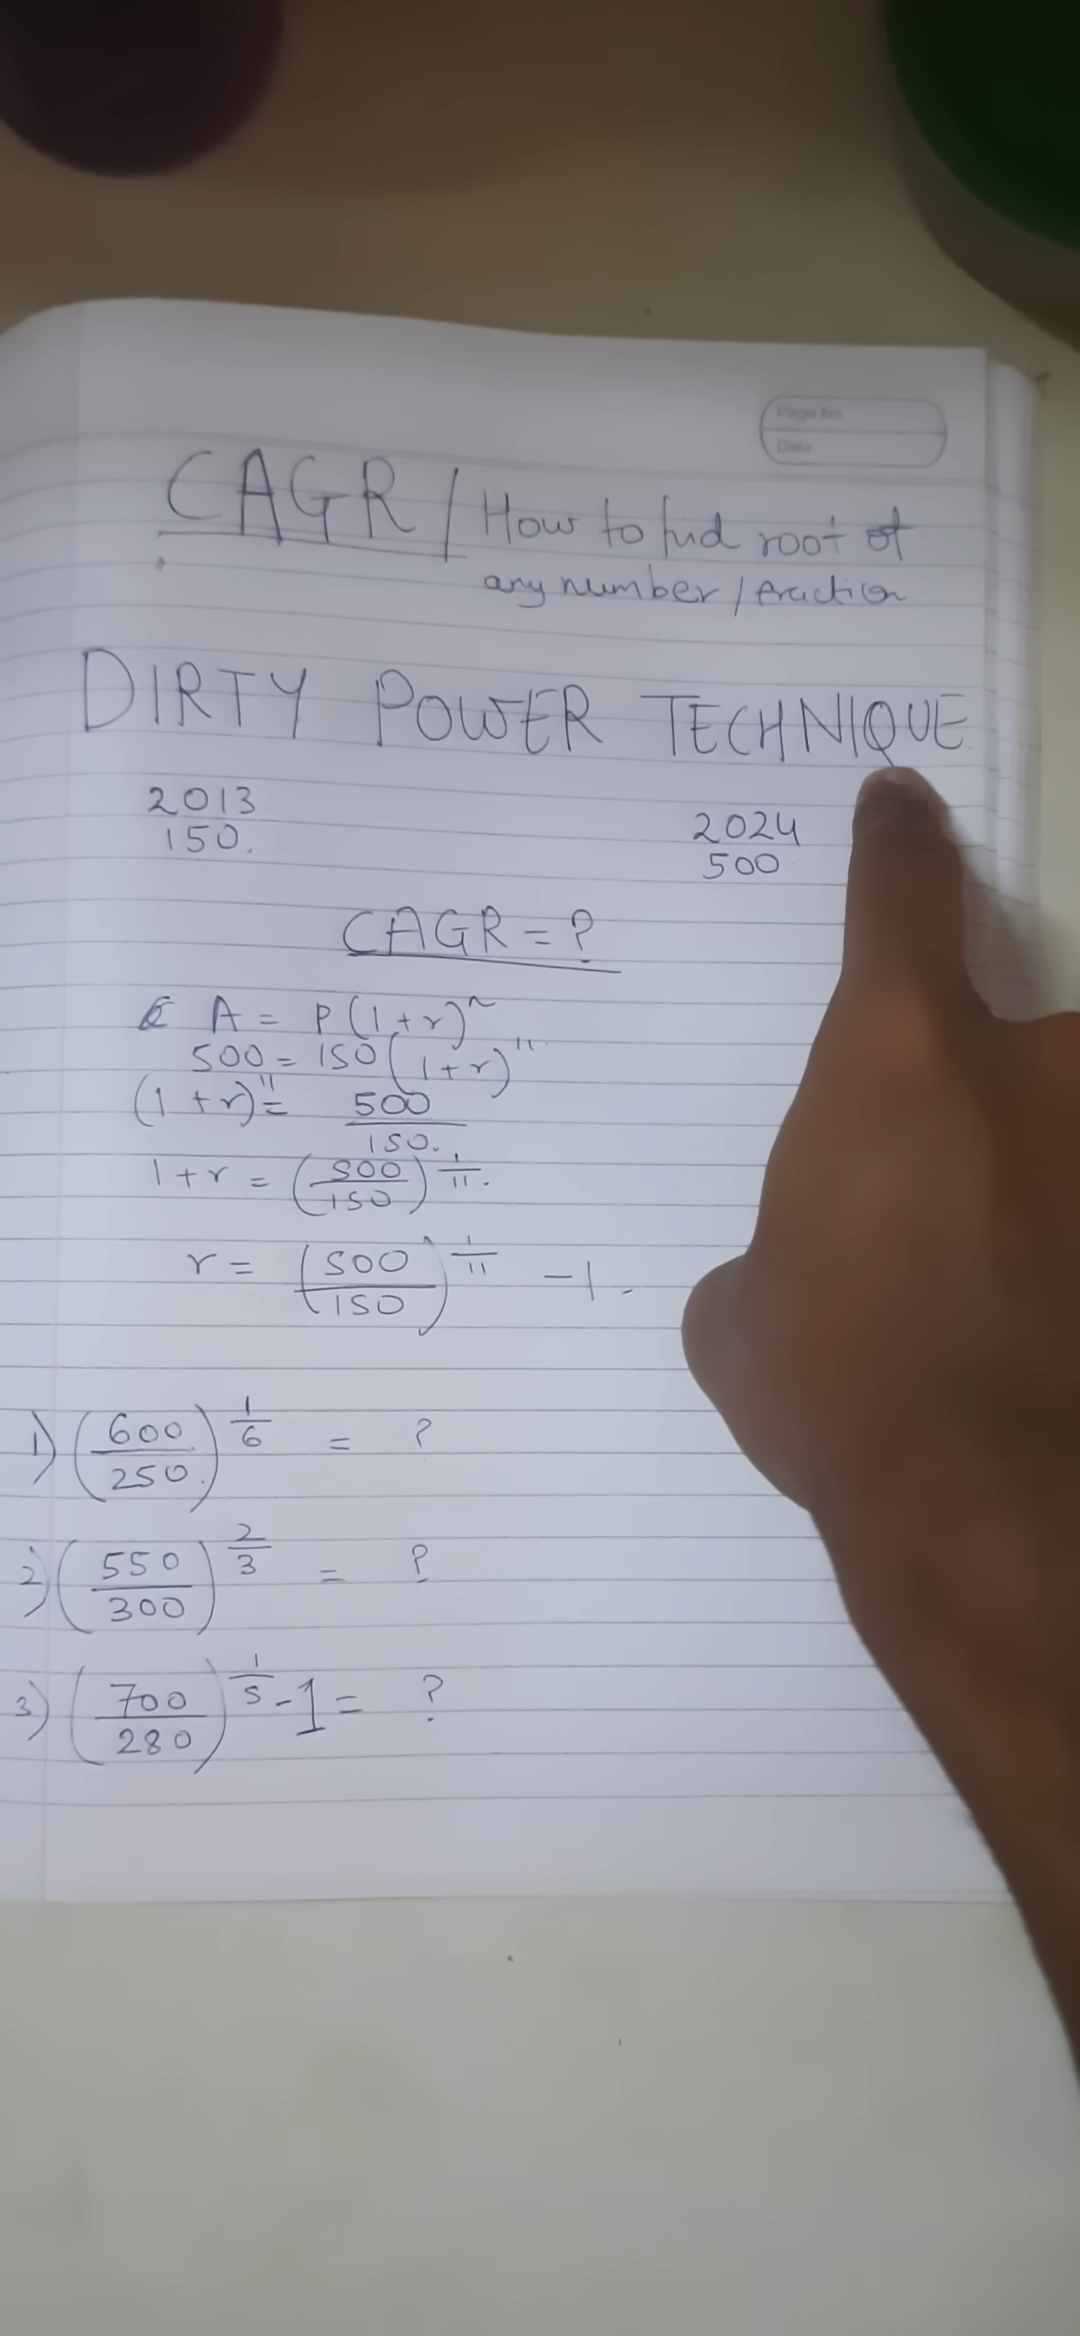 Page No
Date
CAGR / How to find root of
any number / fraction
DIRTY POWER TECHNIQUE
2013 2024
150. 500
CAGR = ?
A = P(1+r)ⁿ
500 = 150(1+r)¹¹
(1+r)¹¹ = 500/150.
1+r = (500/150)^1/11.
r = (500/150)^1/11 - 1.
1) (600/250.)^1/6 = ?
2) (550/300)^2/3 = ?
3) (700/280)^1/5 - 1 = ?